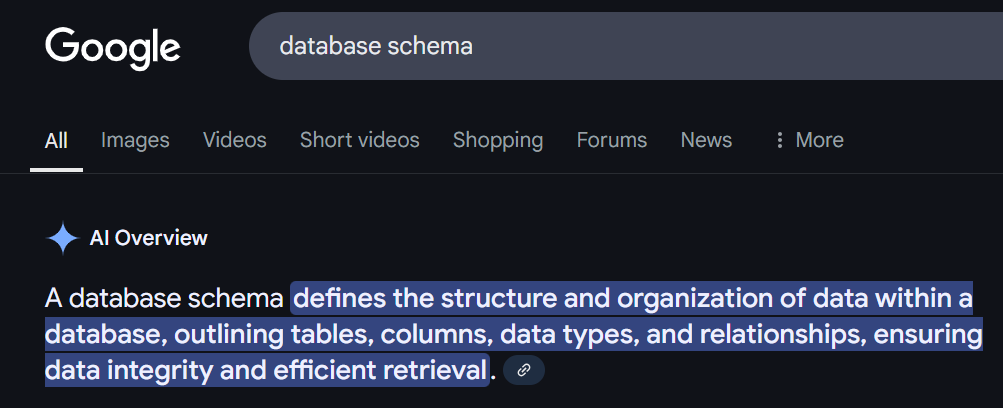 Google
database schema
All Images Videos Short videos Shopping Forums News More
AI Overview
A database schema defines the structure and organization of data within a
database, outlining tables, columns, data types, and relationships, ensuring
data integrity and efficient retrieval.